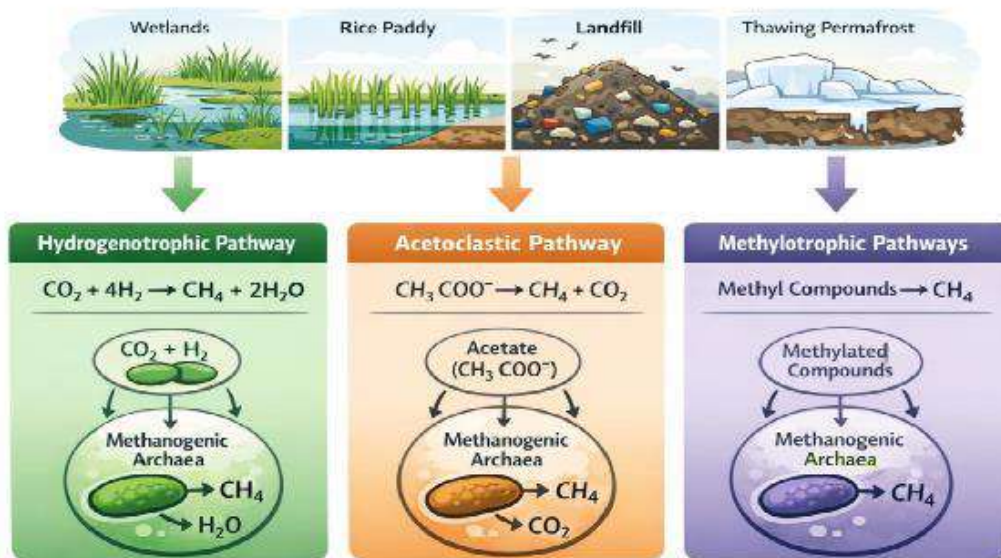 Wetlands
Rice Paddy
Landfill
Thawing Permafrost
Hydrogenotrophic Pathway
CO₂ + 4H₂ → CH₄ + 2H₂O
CO₂ + H₂
Methanogenic
Archaea
CH₄
H₂O
Acetoclastic Pathway
CH₃ COO⁻ → CH₄ + CO₂
Acetate
(CH₃ COO⁻)
Methanogenic
Archaea
CH₄
CO₂
Methylotrophic Pathways
Methyl Compounds → CH₄
Methylated
Compounds
Methanogenic
Archaea
CH₄